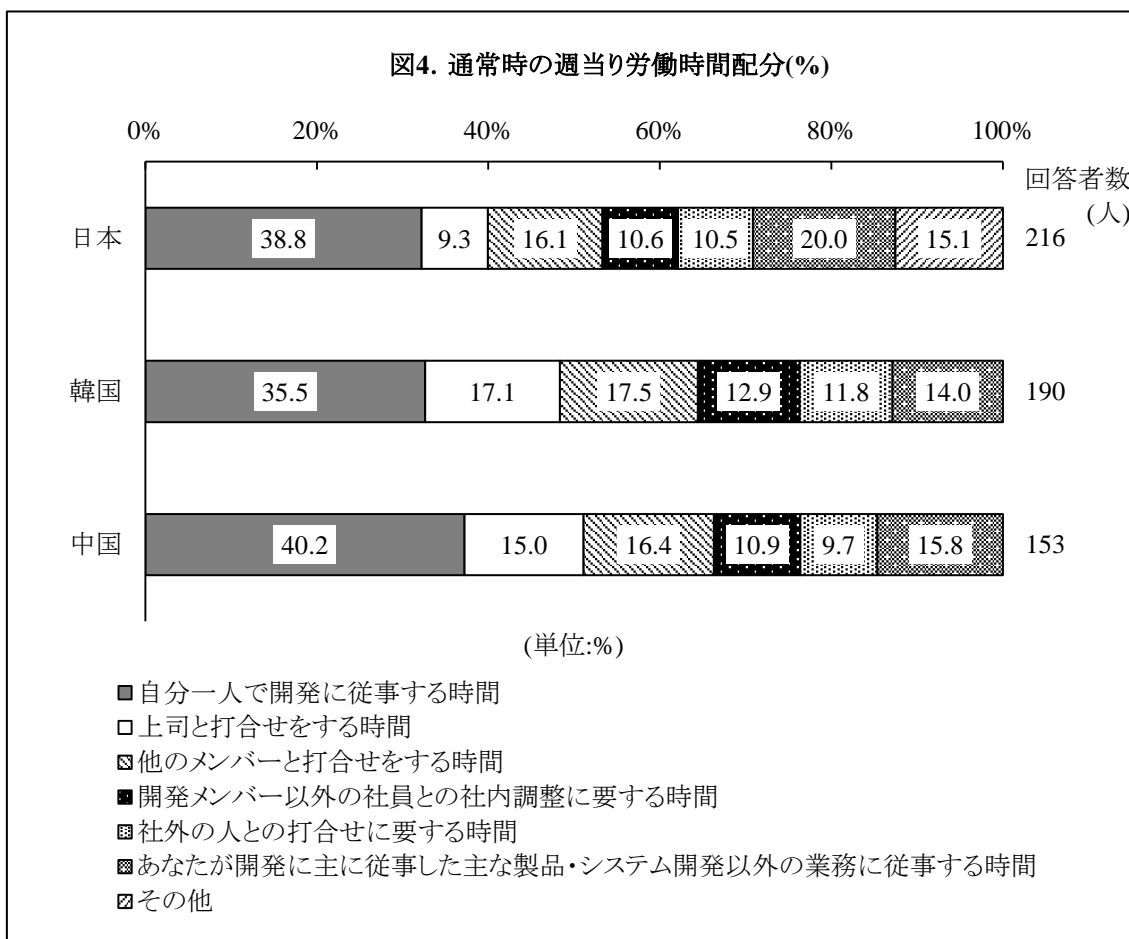 図4. 通常時の週当り労働時間配分(%)
0% 20% 40% 60% 80% 100%
回答者数
(人)
日本 38.8 9.3 16.1 10.6 10.5 20.0 15.1 216
韓国 35.5 17.1 17.5 12.9 11.8 14.0 190
中国 40.2 15.0 16.4 10.9 9.7 15.8 153
(単位:%)
自分一人で開発に従事する時間
上司と打合せをする時間
他のメンバーと打合せをする時間
開発メンバー以外の社員との社内調整に要する時間
社外の人との打合せに要する時間
あなたが開発に主に従事した主な製品・システム開発以外の業務に従事する時間
その他